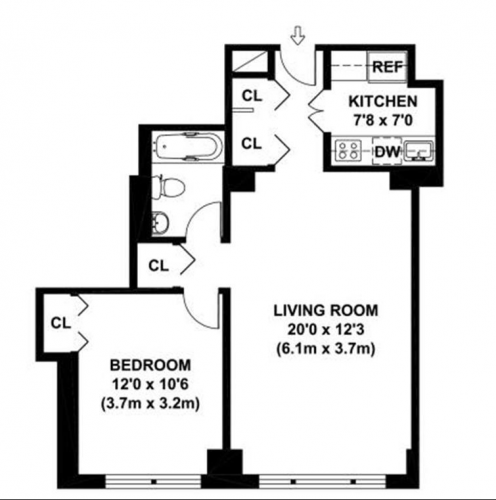 REF
CL
KITCHEN
7'8 x 7'0
CL
DW
CL
LIVING ROOM
20'0 x 12'3
(6.1m x 3.7m)
CL
BEDROOM
12'0 x 10'6
(3.7m x 3.2m)